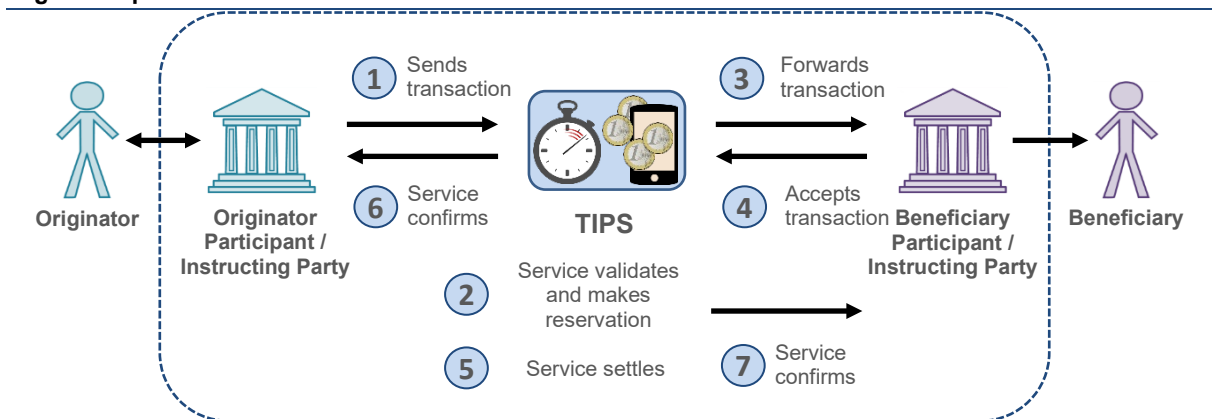 1 Sends
transaction
3 Forwards
transaction
6 Service
confirms
4 Accepts
transaction
Originator
Originator
Participant /
Instructing Party
TIPS
Beneficiary
Participant /
Instructing Party
Beneficiary
2 Service validates
and makes
reservation
5 Service settles
7 Service
confirms